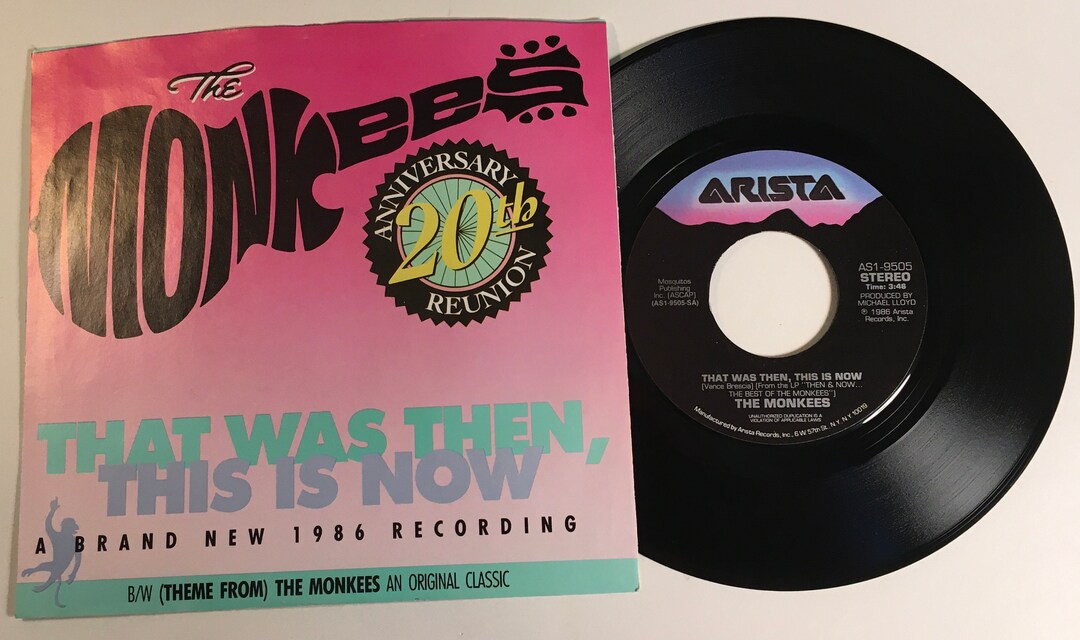 The
MONKEES
ANNIVERSARY
20th
REUNION
THAT WAS THEN,
THIS IS NOW
A BRAND NEW 1986 RECORDING
B/W (THEME FROM) THE MONKEES AN ORIGINAL CLASSIC
ARISTA
Mosquitos
Publishing
Inc. [ASCAP]
(AS1-9505-SA)
AS1-9505
STEREO
Time: 3:46
PRODUCED BY
MICHAEL LLOYD
℗ 1986 Arista
Records, Inc.
THAT WAS THEN, THIS IS NOW
[Vance Brescia] [From the LP "THEN & NOW...
THE BEST OF THE MONKEES"]
THE MONKEES
UNAUTHORIZED DUPLICATION IS A
VIOLATION OF APPLICABLE LAWS
Manufactured by Arista Records, Inc., 6 W. 57th St., N.Y., N.Y. 10019